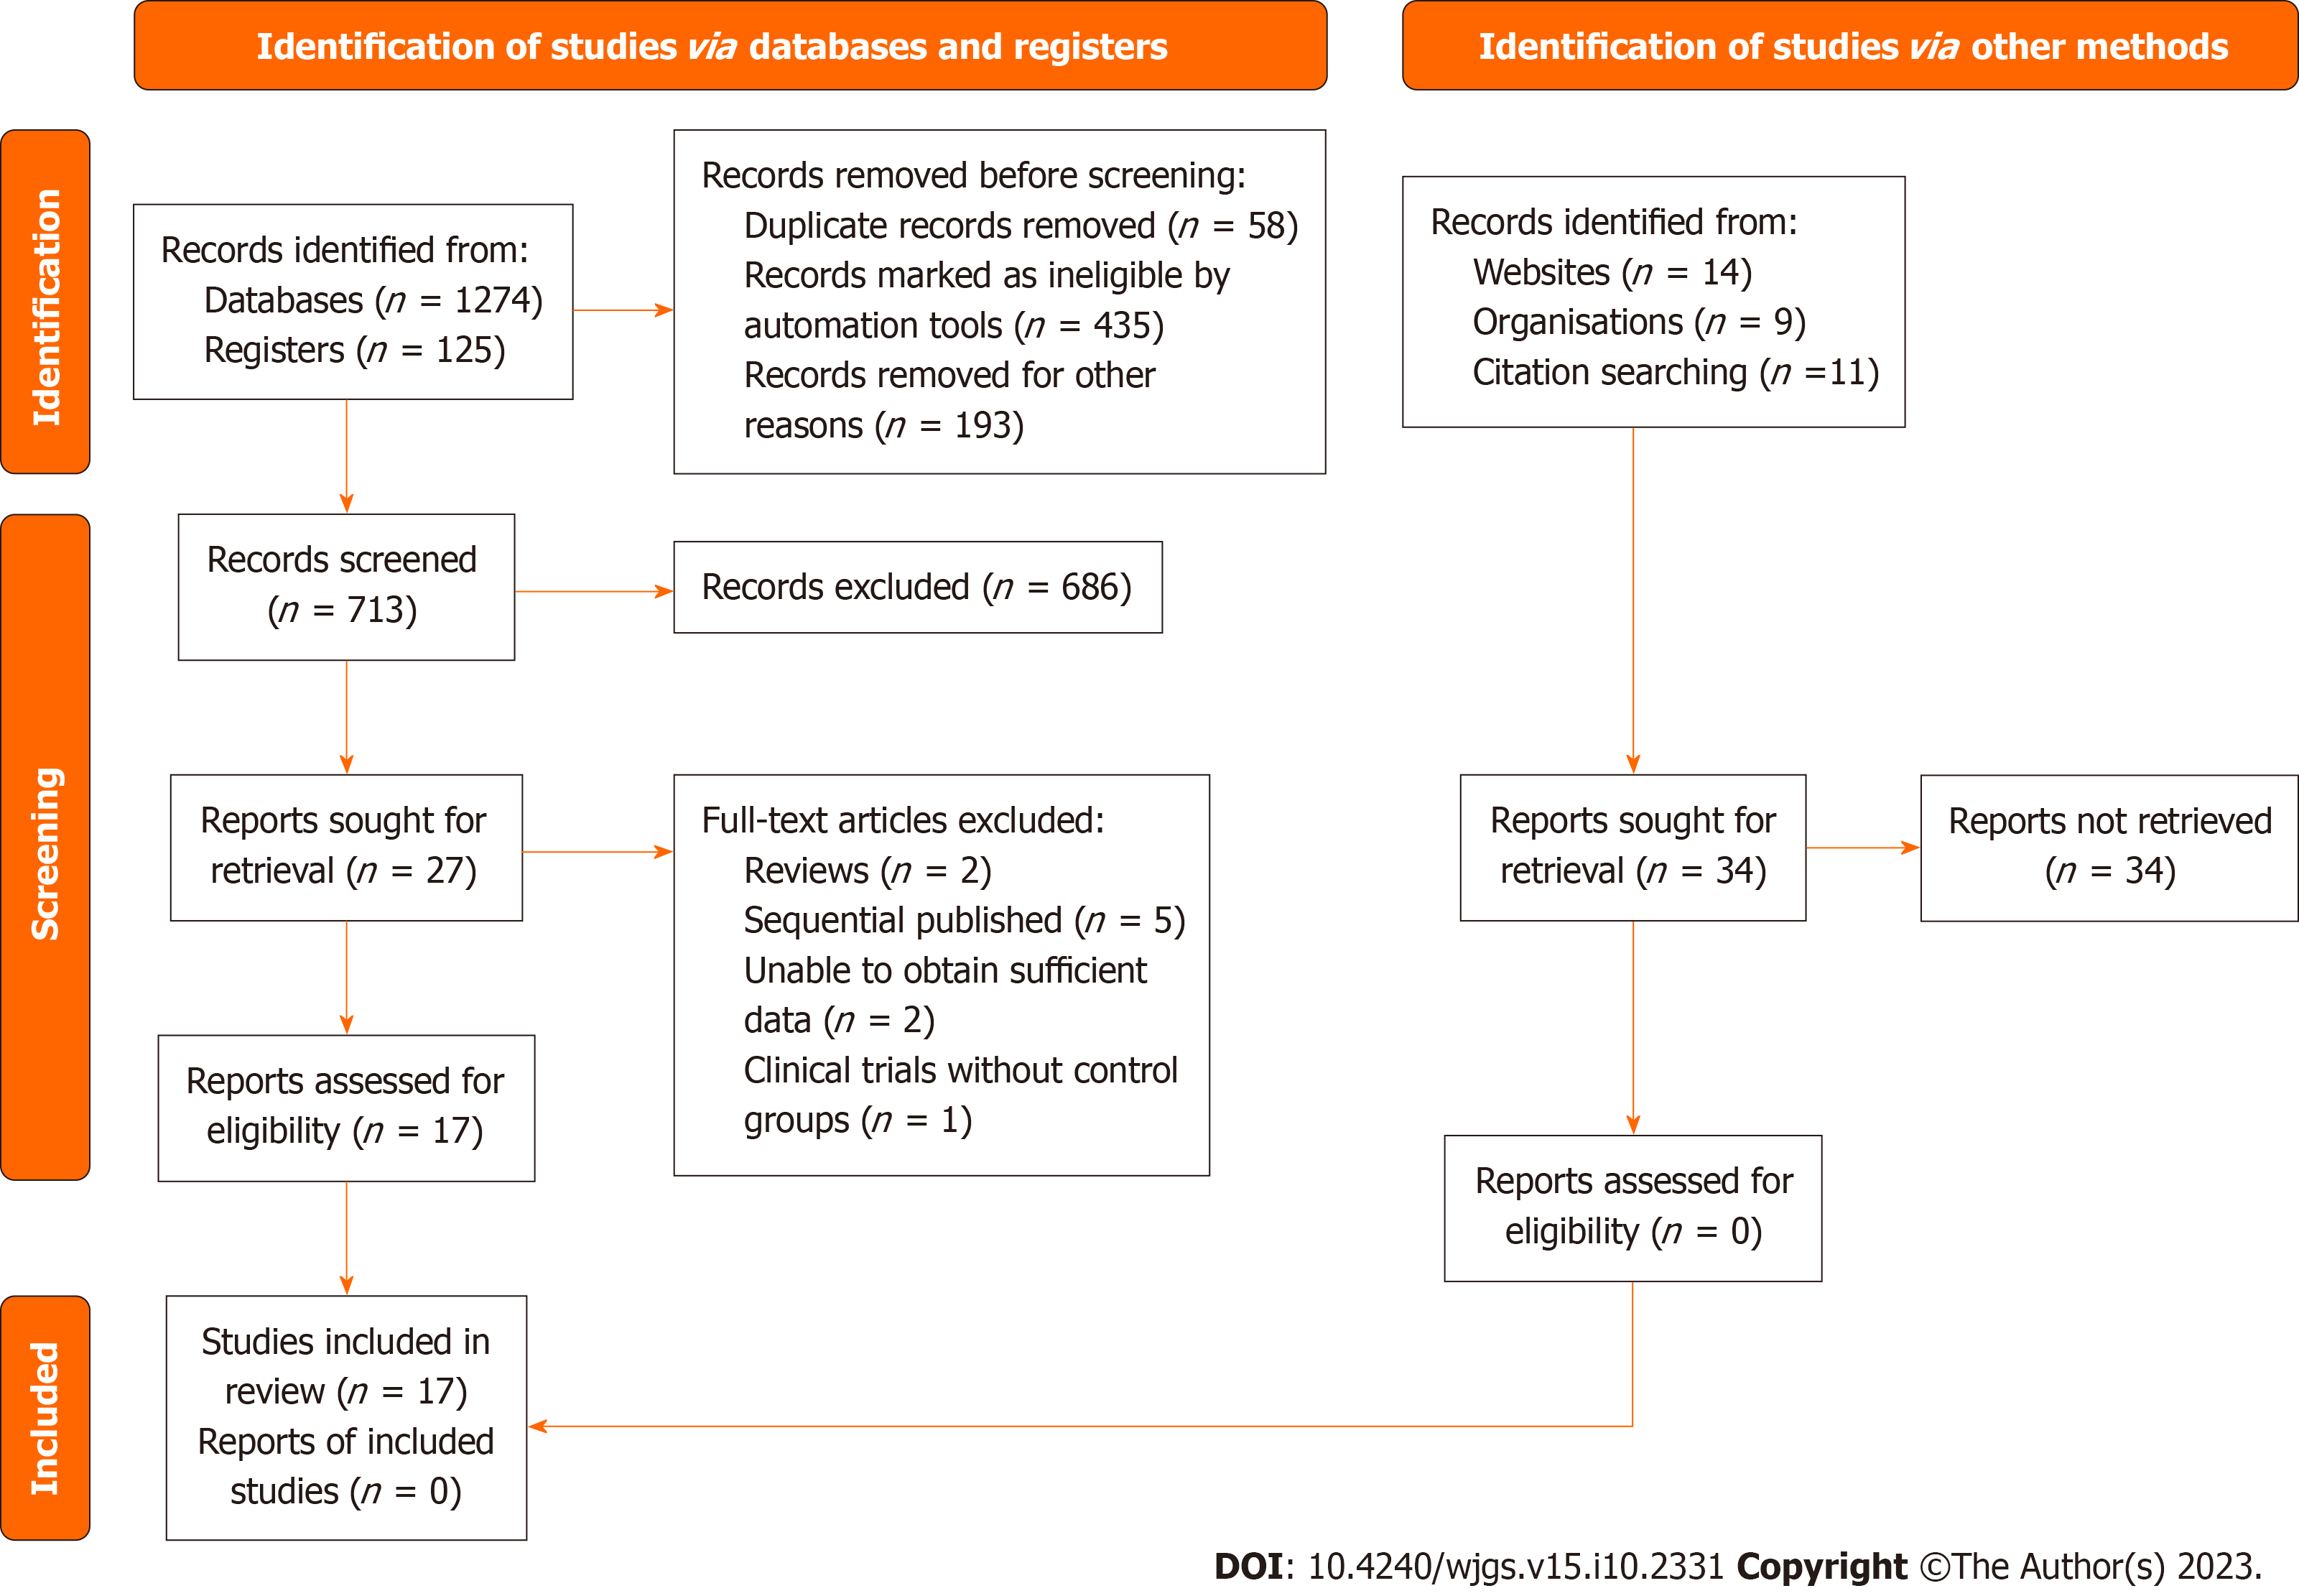 Identification of studies via databases and registers
Identification of studies via other methods
Identification
Records identified from:
Databases (n = 1274)
Registers (n = 125)
Records removed before screening:
Duplicate records removed (n = 58)
Records marked as ineligible by
automation tools (n = 435)
Records removed for other
reasons (n = 193)
Records identified from:
Websites (n = 14)
Organisations (n = 9)
Citation searching (n =11)
Screening
Records screened
(n = 713)
Records excluded (n = 686)
Reports sought for
retrieval (n = 27)
Full-text articles excluded:
Reviews (n = 2)
Sequential published (n = 5)
Unable to obtain sufficient
data (n = 2)
Clinical trials without control
groups (n = 1)
Reports sought for
retrieval (n = 34)
Reports not retrieved
(n = 34)
Reports assessed for
eligibility (n = 17)
Reports assessed for
eligibility (n = 0)
Included
Studies included in
review (n = 17)
Reports of included
studies (n = 0)
DOI: 10.4240/wjgs.v15.i10.2331 Copyright ©The Author(s) 2023.